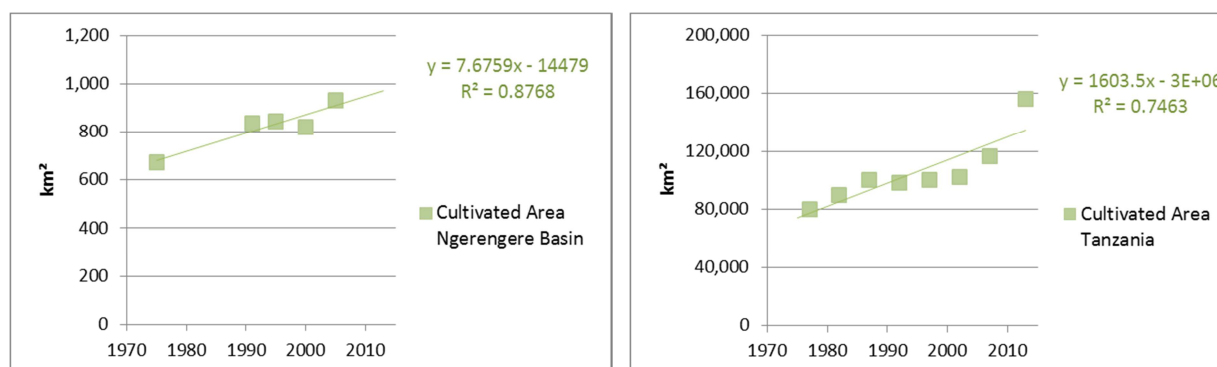 1,200
1,000
800
600
400
200
0
km²
1970 1980 1990 2000 2010
y = 7.6759x - 14479
R² = 0.8768
Cultivated Area
Ngerengere Basin
200,000
160,000
120,000
80,000
40,000
0
km²
1970 1980 1990 2000 2010
y = 1603.5x - 3E+06
R² = 0.7463
Cultivated Area
Tanzania